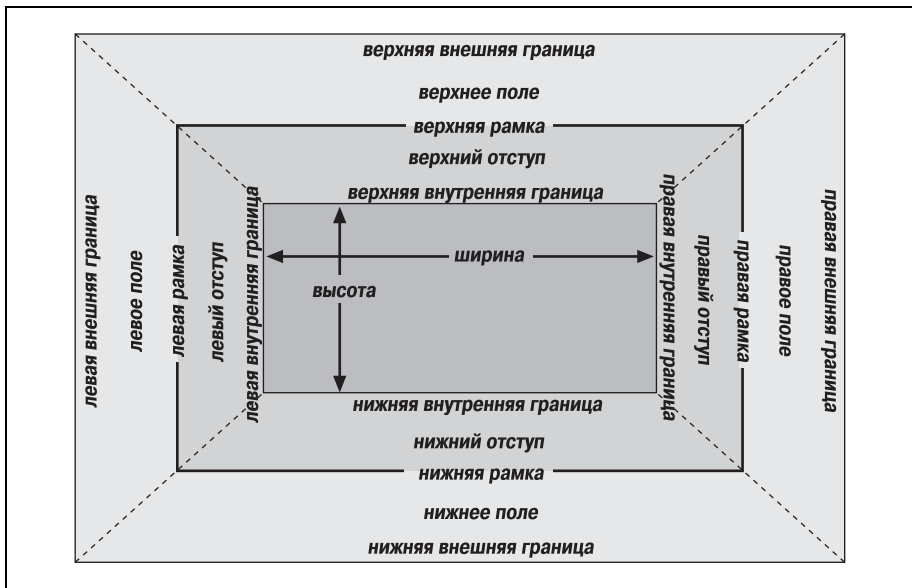 верхняя внешняя граница
верхнее поле
верхняя рамка
верхний отступ
верхняя внутренняя граница
левая внешняя граница
левое поле
левая рамка
левый отступ
левая внутренняя граница
ширина
высота
правая внутренняя граница
правый отступ
правая рамка
правое поле
правая внешняя граница
нижняя внутренняя граница
нижний отступ
нижняя рамка
нижнее поле
нижняя внешняя граница